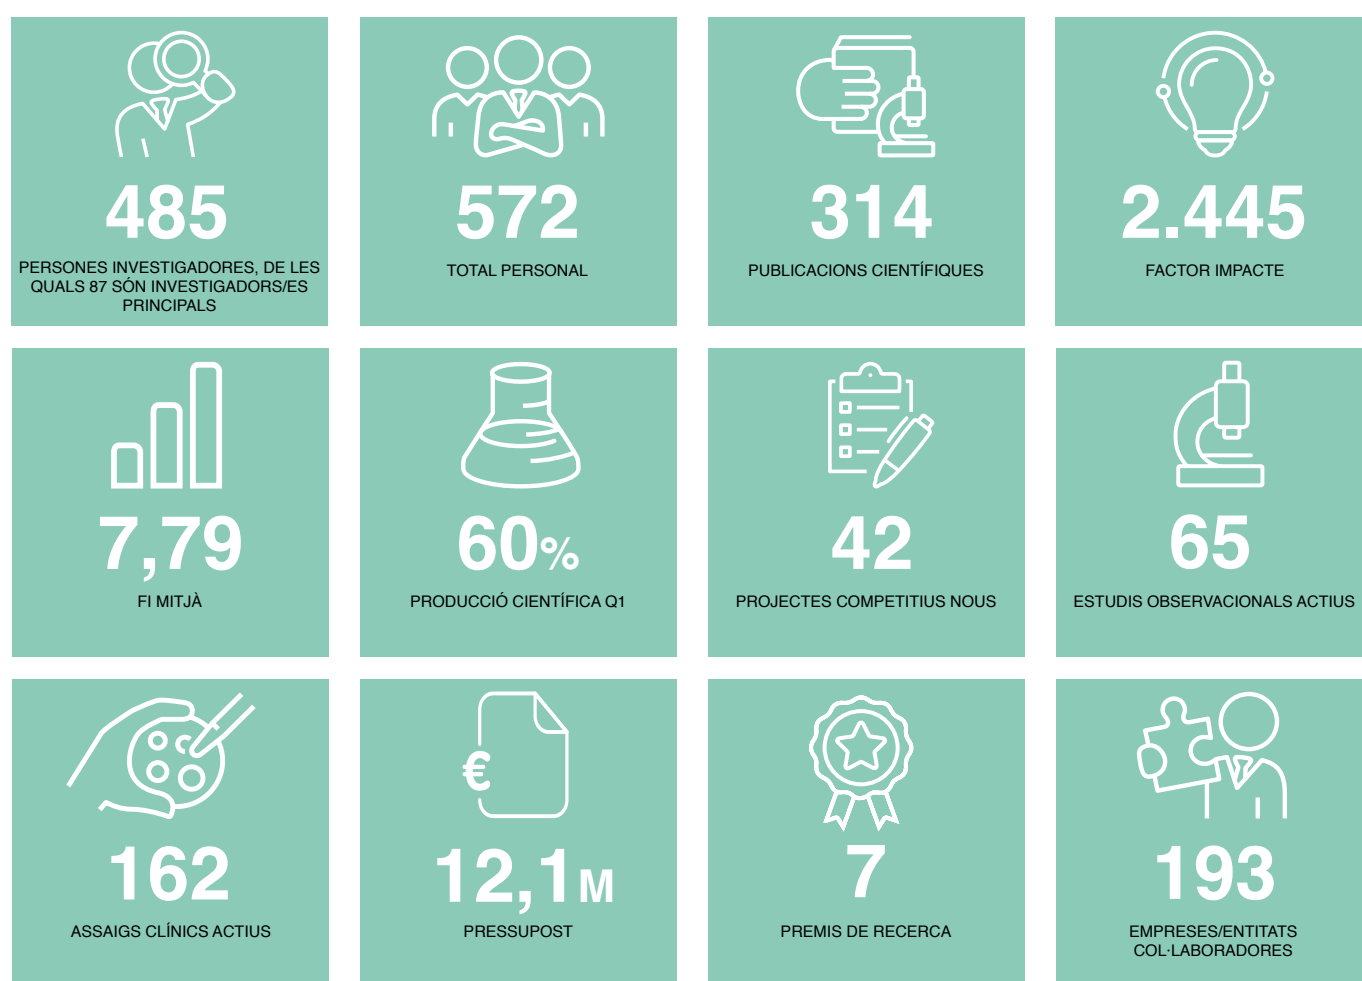 485
PERSONES INVESTIGADORES, DE LES
QUALS 87 SÓN INVESTIGADORS/ES
PRINCIPALS
572
TOTAL PERSONAL
314
PUBLICACIONS CIENTÍFIQUES
2.445
FACTOR IMPACTE
7,79
FI MITJÀ
60%
PRODUCCIÓ CIENTÍFICA Q1
42
PROJECTES COMPETITIUS NOUS
65
ESTUDIS OBSERVACIONALS ACTIUS
162
ASSAIGS CLÍNICS ACTIUS
€
12,1 M
PRESSUPOST
7
PREMIS DE RECERCA
193
EMPRESES/ENTITATS
COL·LABORADORES